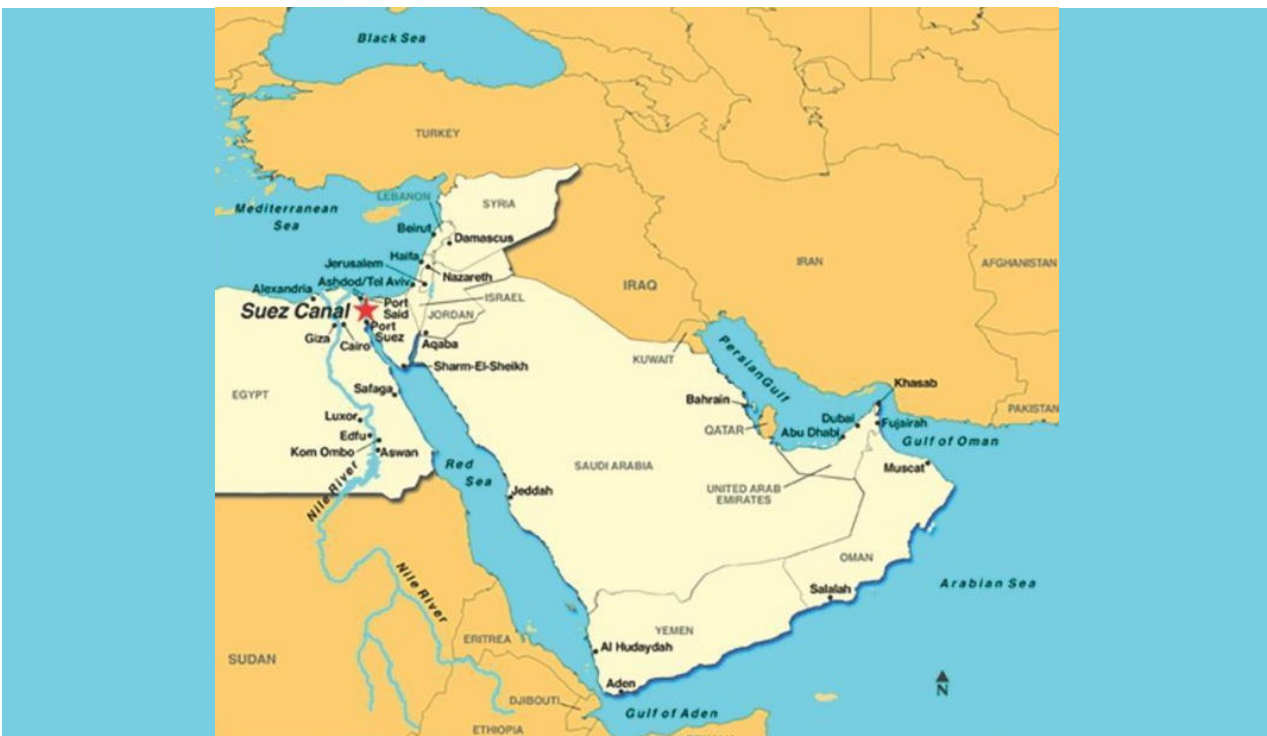 Black Sea
TURKEY
LEBANON
SYRIA
Mediterranean
Sea
Beirut
Damascus
Haifa
Jerusalem
Nazareth
IRAN
AFGHANISTAN
Alexandria
Ashdod/Tel Aviv
IRAQ
ISRAEL
Suez Canal
Port
Said
JORDAN
Port
Suez
Giza
Cairo
Aqaba
KUWAIT
Persian Gulf
Sharm-El-Sheikh
Khasab
EGYPT
Safaga
Bahrain
PAKISTAN
Luxor
Dubai
Fujairah
QATAR
Abu Dhabi
Edfu
Gulf of Oman
Kom Ombo
Aswan
Red
Sea
SAUDI ARABIA
Muscat
Nile River
Jeddah
UNITED ARAB
EMIRATES
OMAN
Nile River
Salalah
Arabian Sea
YEMEN
ERITREA
Al Hudaydah
SUDAN
Aden
N
DJIBOUTI
Gulf of Aden
ETHIOPIA